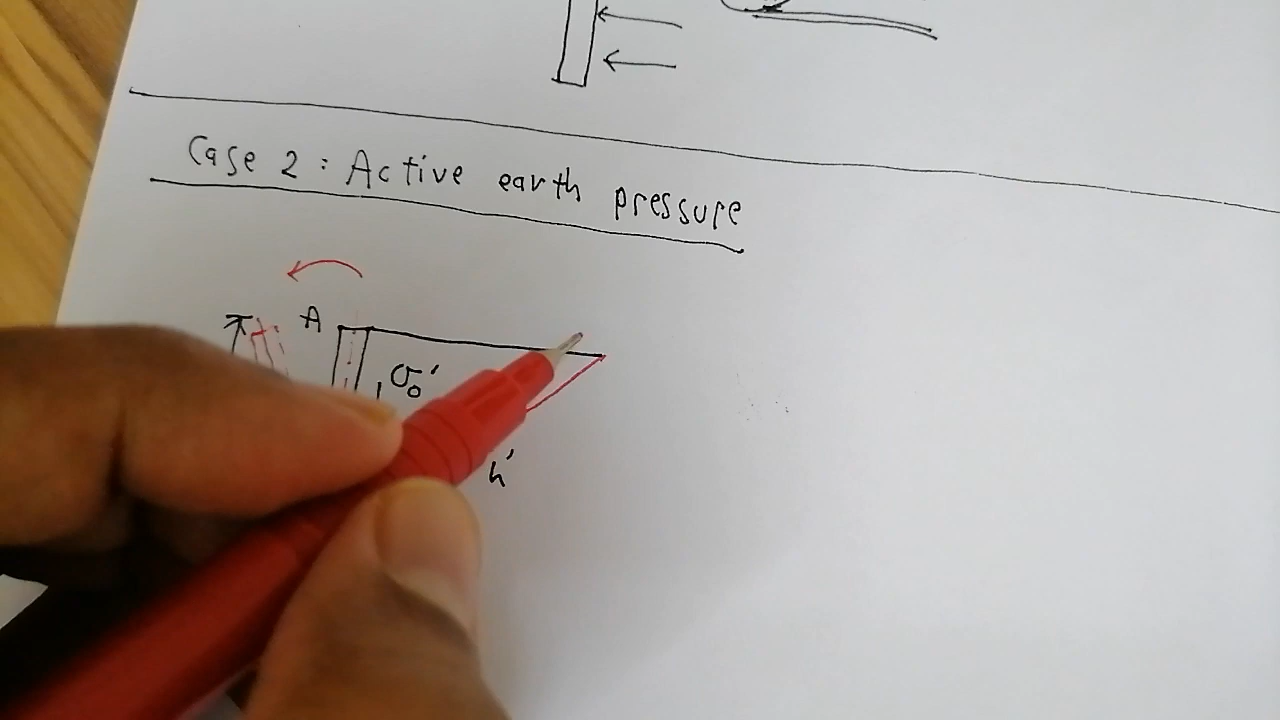 Case 2: Active earth pressure
A
σ₀'
h'